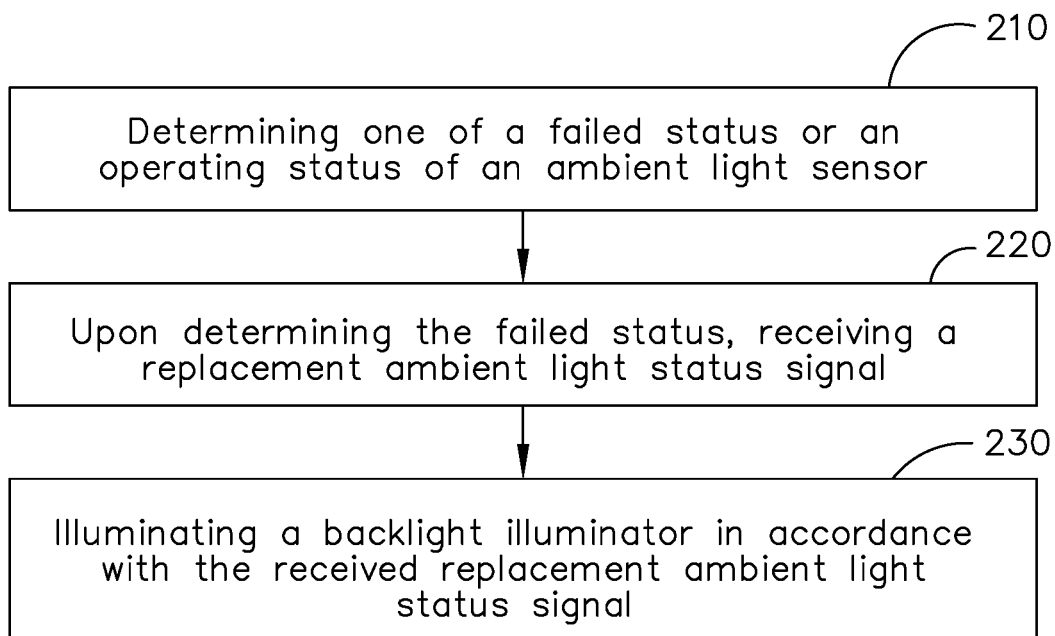 210
Determining one of a failed status or an
operating status of an ambient light sensor
220
Upon determining the failed status, receiving a
replacement ambient light status signal
230
Illuminating a backlight illuminator in accordance
with the received replacement ambient light
status signal